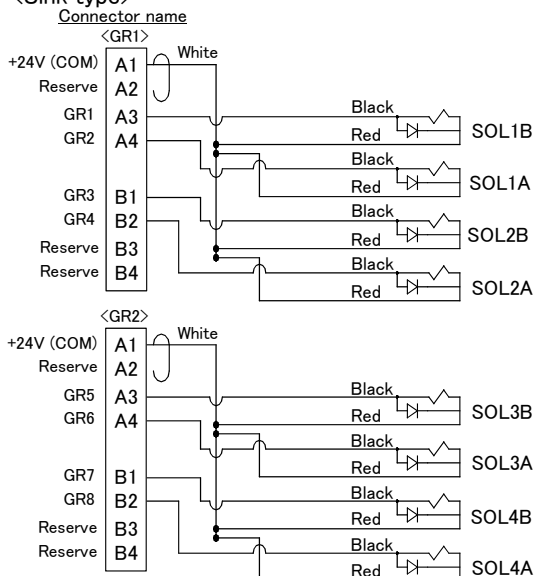 <Sink type>
Connector name
<GR1>
White
+24V (COM) A1
Reserve A2
GR1 A3 Black
Red SOL1B
GR2 A4 Black
Red SOL1A
GR3 B1 Black
Red SOL2B
GR4 B2
Reserve B3
Reserve B4 Black
Red SOL2A
<GR2>
White
+24V (COM) A1
Reserve A2
GR5 A3 Black
Red SOL3B
GR6 A4 Black
Red SOL3A
GR7 B1 Black
Red SOL4B
GR8 B2
Reserve B3
Reserve B4 Black
Red SOL4A